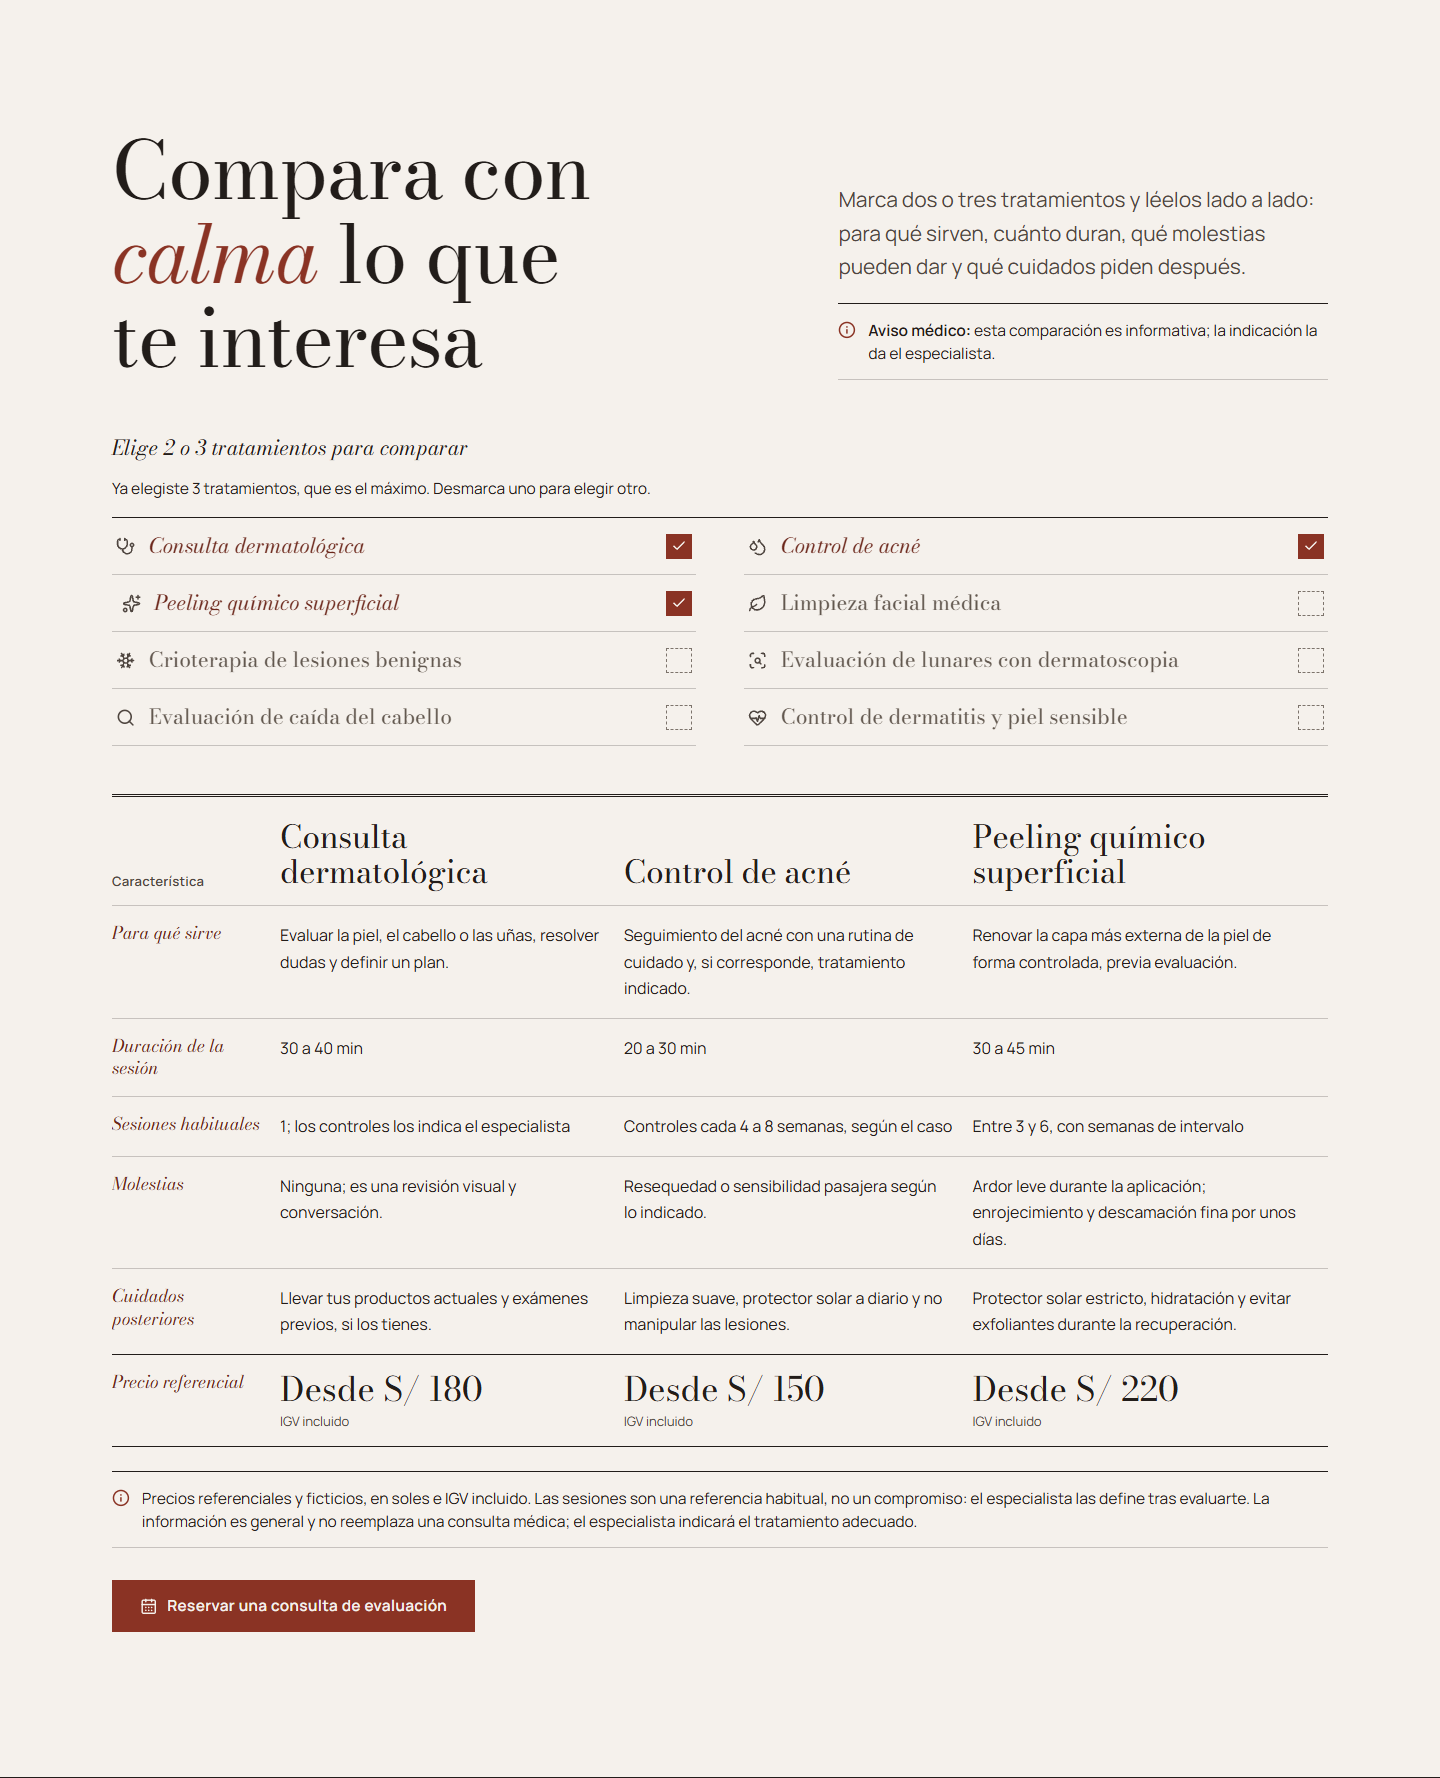 Compara con
calma lo que
te interesa
Marca dos o tres tratamientos y léelos lado a lado:
para qué sirven, cuánto duran, qué molestias
pueden dar y qué cuidados piden después.
Aviso médico: esta comparación es informativa; la indicación la
da el especialista.
Elige 2 o 3 tratamientos para comparar
Ya elegiste 3 tratamientos, que es el máximo. Desmarca uno para elegir otro.
Consulta dermatológica
Control de acné
Peeling químico superficial
Limpieza facial médica
Crioterapia de lesiones benignas
Evaluación de lunares con dermatoscopia
Evaluación de caída del cabello
Control de dermatitis y piel sensible
Característica
Consulta
dermatológica
Control de acné
Peeling químico
superficial
Para qué sirve
Evaluar la piel, el cabello o las uñas, resolver
dudas y definir un plan.
Seguimiento del acné con una rutina de
cuidado y, si corresponde, tratamiento
indicado.
Renovar la capa más externa de la piel de
forma controlada, previa evaluación.
Duración de la
sesión
30 a 40 min
20 a 30 min
30 a 45 min
Sesiones habituales
1; los controles los indica el especialista
Controles cada 4 a 8 semanas, según el caso
Entre 3 y 6, con semanas de intervalo
Molestias
Ninguna; es una revisión visual y
conversación.
Resequedad o sensibilidad pasajera según
lo indicado.
Ardor leve durante la aplicación;
enrojecimiento y descamación fina por unos
días.
Cuidados
posteriores
Llevar tus productos actuales y exámenes
previos, si los tienes.
Limpieza suave, protector solar a diario y no
manipular las lesiones.
Protector solar estricto, hidratación y evitar
exfoliantes durante la recuperación.
Precio referencial
Desde S/ 180
IGV incluido
Desde S/ 150
IGV incluido
Desde S/ 220
IGV incluido
Precios referenciales y ficticios, en soles e IGV incluido. Las sesiones son una referencia habitual, no un compromiso: el especialista las define tras evaluarte. La
información es general y no reemplaza una consulta médica; el especialista indicará el tratamiento adecuado.
Reservar una consulta de evaluación